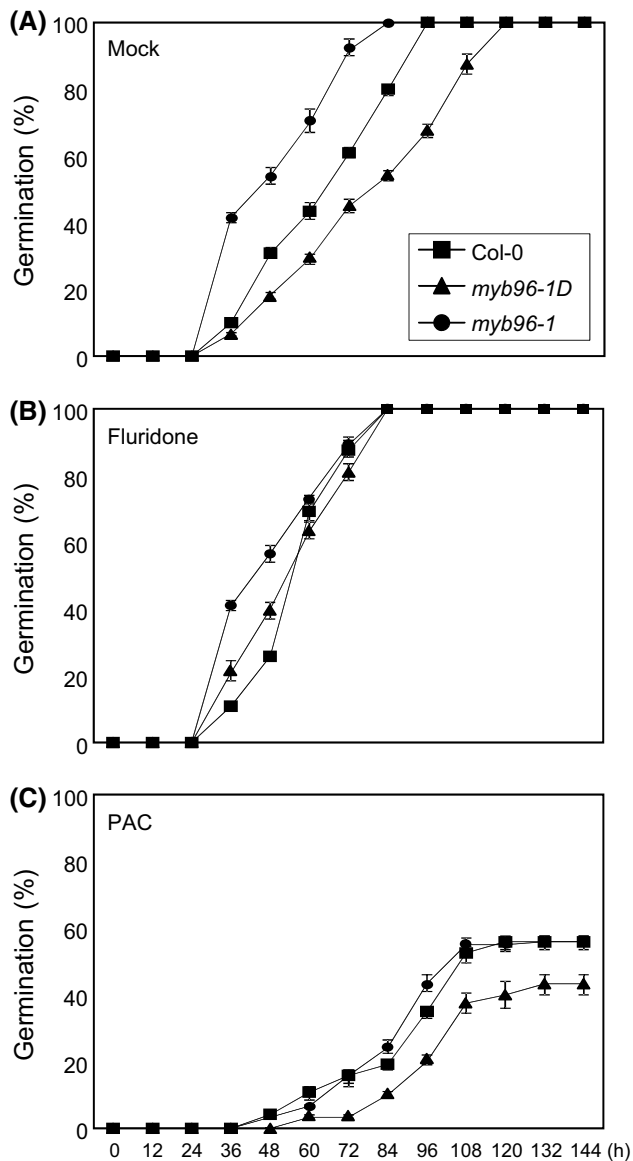 (A)
Mock
Germination (%)
100
80
60
40
20
0
Col-0
myb96-1D
myb96-1
(B)
Fluridone
Germination (%)
100
80
60
40
20
0
(C)
PAC
Germination (%)
100
80
60
40
20
0
0 12 24 36 48 60 72 84 96 108 120 132 144 (h)